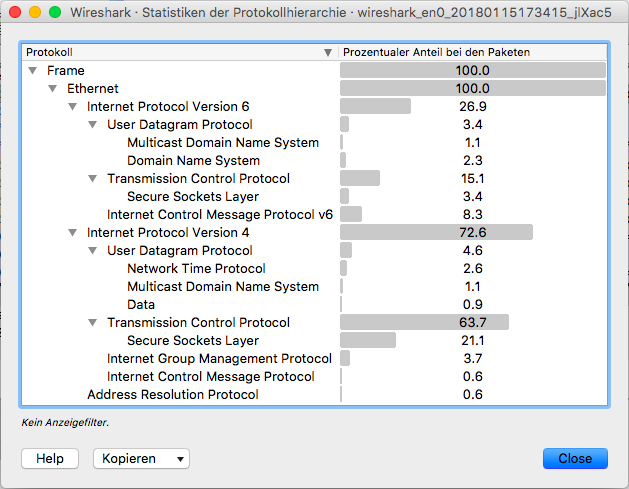 Wireshark · Statistiken der Protokollhierarchie · wireshark_en0_20180115173415_jlXac5
Protokoll Prozentualer Anteil bei den Paketen
Frame 100.0
Ethernet 100.0
Internet Protocol Version 6 26.9
User Datagram Protocol 3.4
Multicast Domain Name System 1.1
Domain Name System 2.3
Transmission Control Protocol 15.1
Secure Sockets Layer 3.4
Internet Control Message Protocol v6 8.3
Internet Protocol Version 4 72.6
User Datagram Protocol 4.6
Network Time Protocol 2.6
Multicast Domain Name System 1.1
Data 0.9
Transmission Control Protocol 63.7
Secure Sockets Layer 21.1
Internet Group Management Protocol 3.7
Internet Control Message Protocol 0.6
Address Resolution Protocol 0.6
Kein Anzeigefilter.
Help Kopieren Close